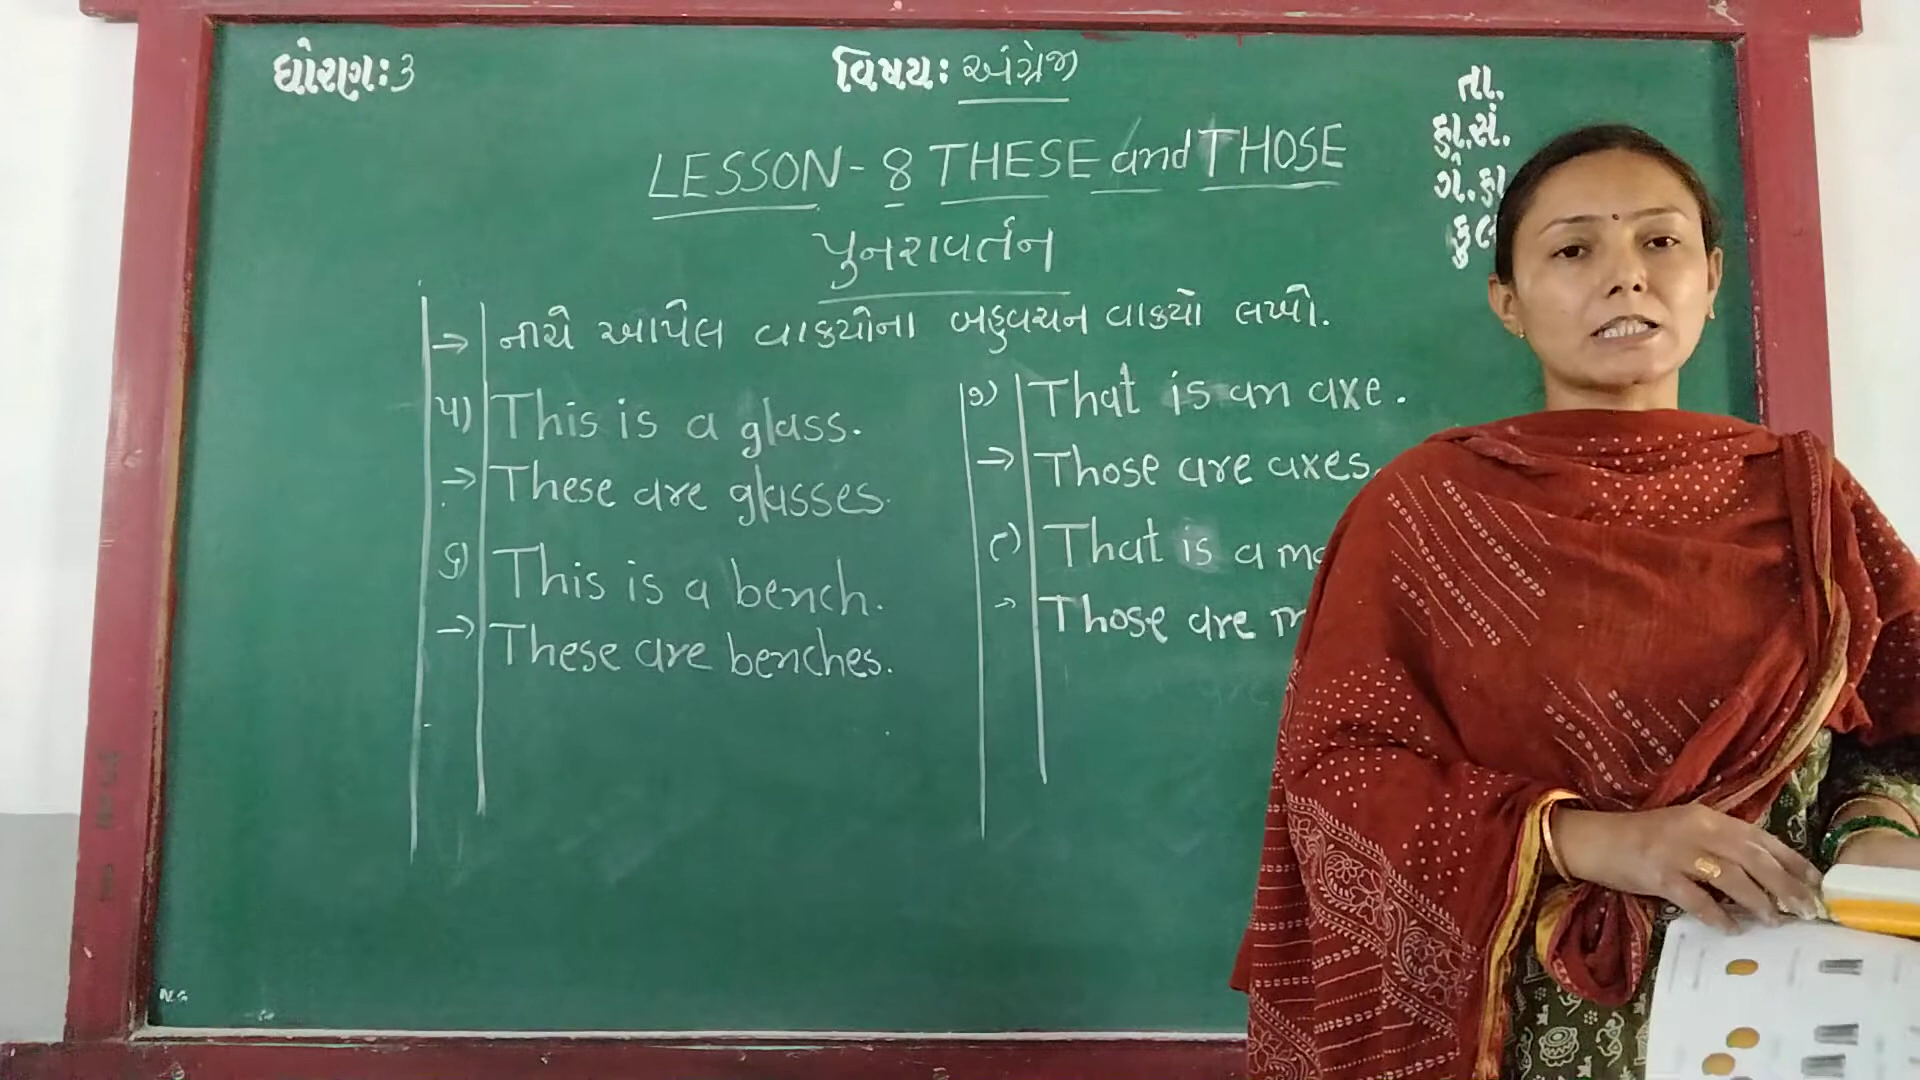 ધોરણ: 3
વિષય: અંગ્રેજી
તા.
હા.સં.
ગે.હા
LESSON - 8 THESE and THOSE
પુનરાવર્તન
→ નીચે આપેલ વાકયોના બહુવચન વાકયો લખો.
૫) This is a glass.
→ These are glasses.
૬) This is a bench.
→ These are benches.
૭) That is an axe.
→ Those are axes.
૮) That is a
→ Those are